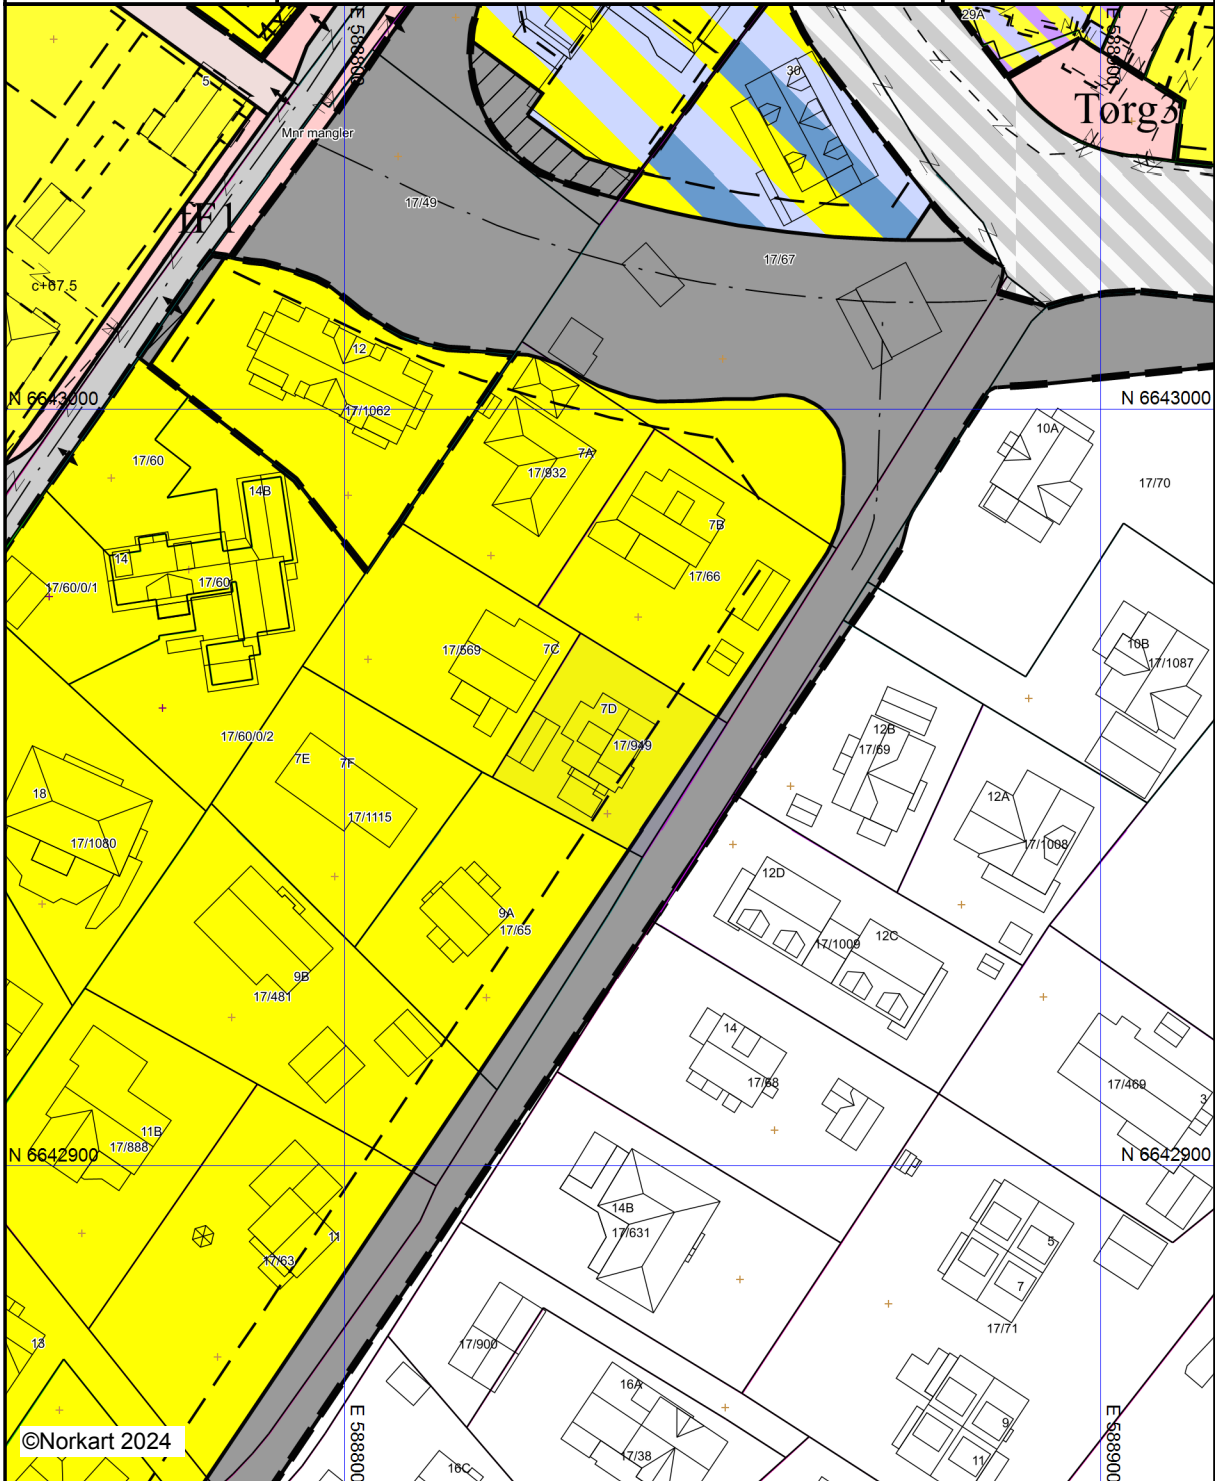 29A
E 588800
E 588900
5
30
Torg3
Mnr mangler
17/49
fF1
17/67
c+67.5
12
N 6643000
N 6643000
17/1062
10A
7A
17/60
17/932
17/70
14B
7B
14
17/66
17/60/0/1
17/60
10B
17/569
7C
17/1087
7D
12B
17/60/0/2
17/949
17/69
7E
7F
18
12A
17/1115
17/1080
17/1008
12D
9A
17/65
12C
17/1009
9B
17/481
14
17/68
17/469
3
11B
17/888
N 6642900
N 6642900
14B
17/631
11
5
17/63
7
17/71
13
17/900
16A
9
E 588800
E 588900
©Norkart 2024
17/38
11
16C